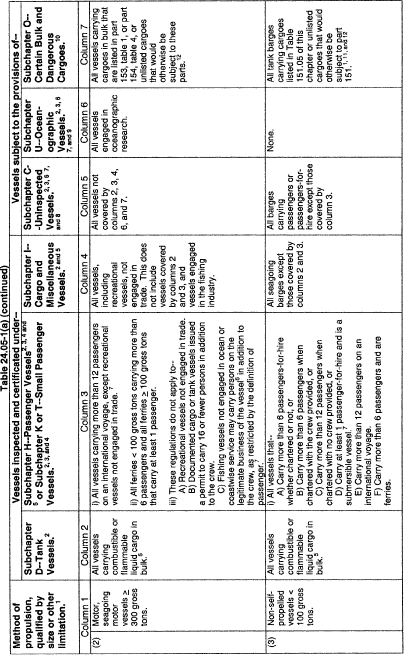 Table 24.05-1(a) (continued)
Vessels inspected and certificated under--
Vessels subject to the provisions of--
Method of
propulsion,
qualified by
size or other
limitation.1
Subchapter
D--Tank
Vessels.2
Subchapter H--Passenger Vessels2, 3, 4 and
or Subchapter K or T--Small Passenger
Vessels.2, 3, and 4
Subchapter I--
Cargo and
Miscellaneous
Vessels.2 and 5
Subchapter C-
-Uninspected
Vessels.2, 3, 6, 7,
and 8
Subchapter
U--Ocean
ographic
Vessels.2, 3, 6
7, and 9
Subchapter O--
Certain Bulk and
Dangerous
Cargoes.10
Column 1
Column 2
Column 3
Column 4
Column 5
Column 6
Column 7
(2) Motor,
seagoing
motor
vessels ≥
300 gross
tons.
All vessels
carrying
combustible or
flammable
liquid cargo in
bulk.5
i) All vessels carrying more than 12 passengers
on an international voyage, except recreational
vessels not engaged in trade.
ii) All ferries < 100 gross tons carrying more than
6 passengers and all ferries ≥ 100 gross tons
that carry at least 1 passenger.
iii) These regulations do not apply to--
A) Recreational vessels not engaged in trade.
B) Documented cargo or tank vessels issued
a permit to carry 16 or fewer persons in addition
to the crew.
C) Fishing vessels not engaged in ocean or
coastwise service may carry persons on the
legitimate business of the vessel in addition to
the crew, as restricted by the definition of
passenger.
All vessels,
including
recreational
vessels, not
engaged in
trade. This does
not include
vessels covered
by columns 2
and 3, and
vessels engaged
in the fishing
industry.
All vessels not
covered by
columns 2, 3, 4,
6, and 7.
All vessels
engaged in
oceanographic
research.
All vessels carrying
cargoes in bulk that
are listed in part
153, table 1, or part
154, table 4, or
unlisted cargoes
that would
otherwise be
subject to these
parts.12
(3) Non-self-
propelled
vessels <
100 gross
tons.
All vessels
carrying
combustible or
flammable
liquid cargo in
bulk.5
i) All vessels that--
A) Carry more than 6 passengers-for-hire
whether chartered or not, or
B) Carry more than 6 passengers when
chartered with the crew provided, or
C) Carry more than 12 passengers when
chartered with no crew provided, or
D) Carry at least 1 passenger-for-hire and is a
submersible vessel.
E) Carry more than 12 passengers on an
international voyage.
F) Carry more than 6 passengers and are
ferries.
All seagoing
barges except
those covered by
columns 2 and 3.
All barges
carrying
passengers or
passengers-for-
hire except those
covered by
column 3.
None.
All tank barges
carrying cargoes
listed in Table
151.05 of this
chapter or unlisted
cargoes that would
otherwise be
subject to part
151.